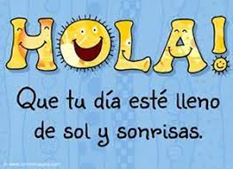 HOLA!
Que tu día esté lleno
de sol y sonrisas.